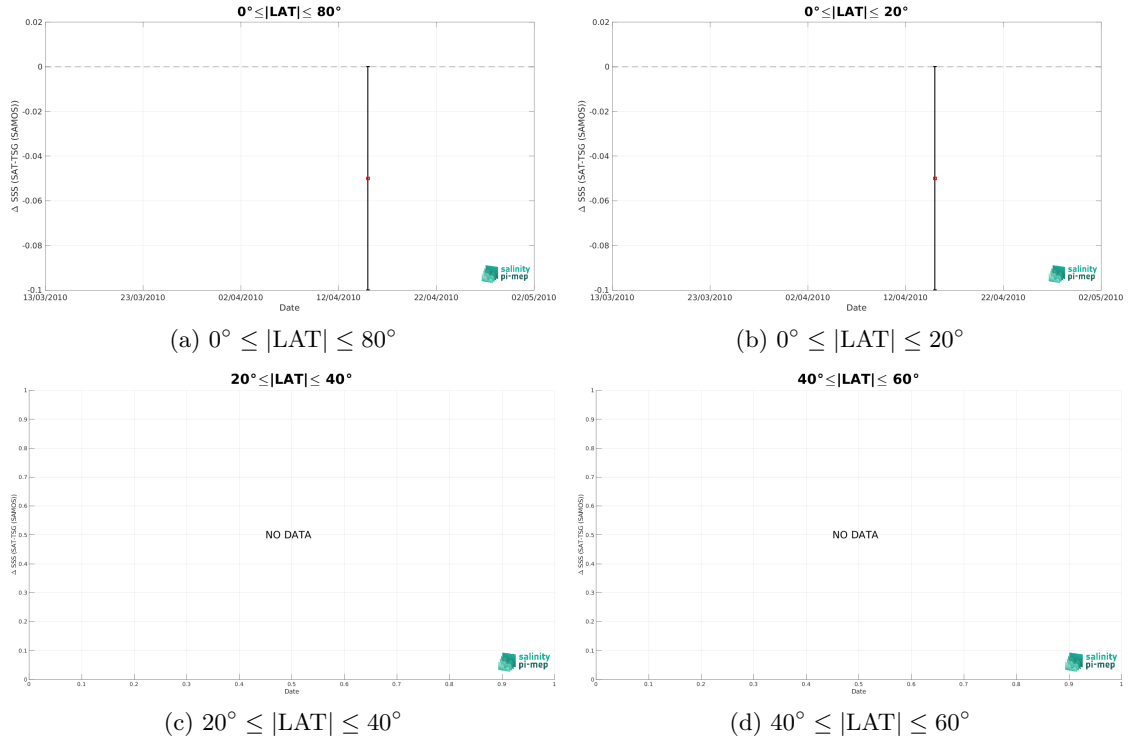 0°≤|LAT|≤ 80°
0.02
0
-0.02
-0.04
-0.06
-0.08
-0.1
Δ SSS (SAT-TSG (SAMOS))
13/03/2010 23/03/2010 02/04/2010 12/04/2010 22/04/2010 02/05/2010
Date
salinity
pi-mep
(a) 0° ≤ |LAT| ≤ 80°
0°≤|LAT|≤ 20°
0.02
0
-0.02
-0.04
-0.06
-0.08
-0.1
Δ SSS (SAT-TSG (SAMOS))
13/03/2010 23/03/2010 02/04/2010 12/04/2010 22/04/2010 02/05/2010
Date
salinity
pi-mep
(b) 0° ≤ |LAT| ≤ 20°
20°≤|LAT|≤ 40°
1
0.9
0.8
0.7
0.6
0.5
0.4
0.3
0.2
0.1
0
Δ SSS (SAT-TSG (SAMOS))
NO DATA
0 0.1 0.2 0.3 0.4 0.5 0.6 0.7 0.8 0.9 1
Date
salinity
pi-mep
(c) 20° ≤ |LAT| ≤ 40°
40°≤|LAT|≤ 60°
1
0.9
0.8
0.7
0.6
0.5
0.4
0.3
0.2
0.1
0
Δ SSS (SAT-TSG (SAMOS))
NO DATA
0 0.1 0.2 0.3 0.4 0.5 0.6 0.7 0.8 0.9 1
Date
salinity
pi-mep
(d) 40° ≤ |LAT| ≤ 60°